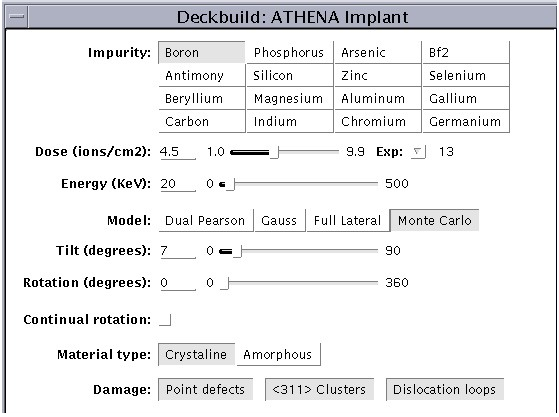 Deckbuild: ATHENA Implant
Impurity: Boron Phosphorus Arsenic Bf2
Antimony Silicon Zinc Selenium
Beryllium Magnesium Aluminum Gallium
Carbon Indium Chromium Germanium
Dose (ions/cm2): 4.5 1.0 9.9 Exp: 13
Energy (KeV): 20 0 500
Model: Dual Pearson Gauss Full Lateral Monte Carlo
Tilt (degrees): 7 0 90
Rotation (degrees): 0 0 360
Continual rotation:
Material type: Crystaline Amorphous
Damage: Point defects <311> Clusters Dislocation loops